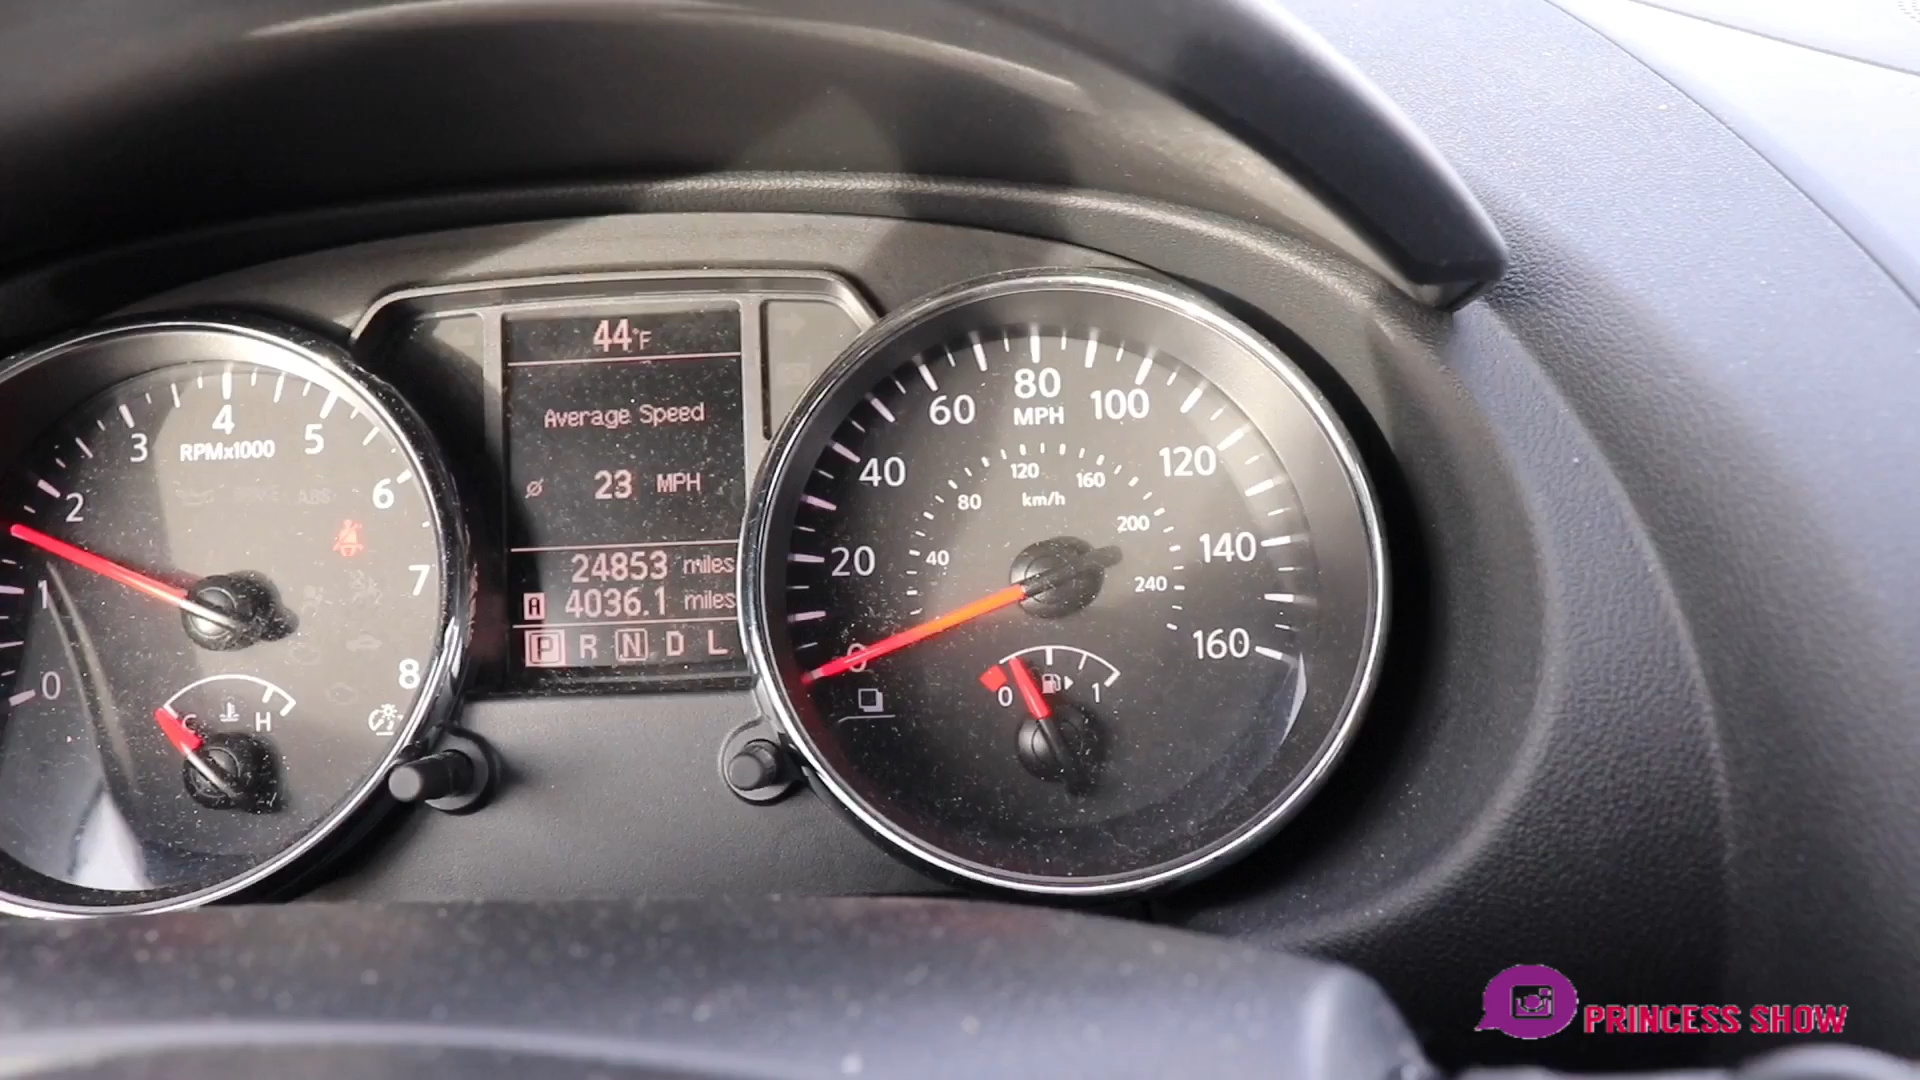 44°F
Average Speed
ø 23 MPH
24853 miles
A 4036.1 miles
P R N D L
0 1 2 3 4 5 6 7 8
RPMx1000
ABS
C H
0 20 40 60 80 100 120 140 160
MPH
40 80 120 160 200 240
km/h
0 1
PRINCESS SHOW